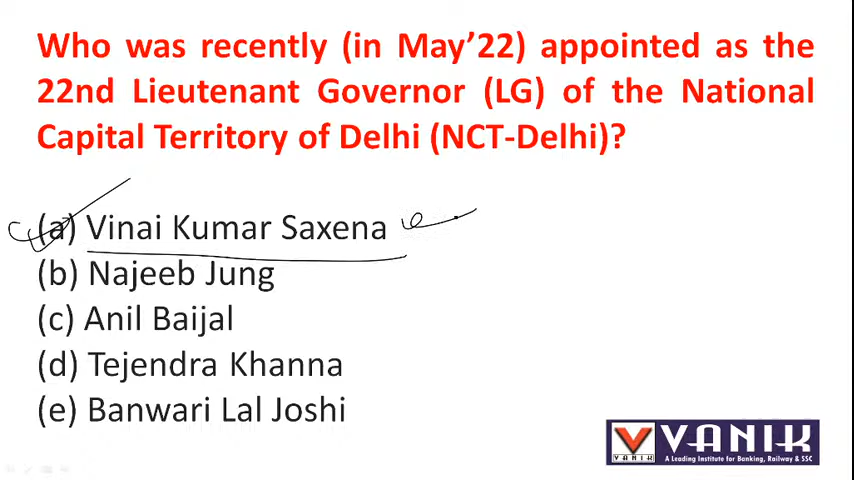 Who was recently (in May’22) appointed as the
22nd Lieutenant Governor (LG) of the National
Capital Territory of Delhi (NCT-Delhi)?
(a) Vinai Kumar Saxena
(b) Najeeb Jung
(c) Anil Baijal
(d) Tejendra Khanna
(e) Banwari Lal Joshi
VANIK
VANIK
A Leading Institute for Banking, Railway & SSC